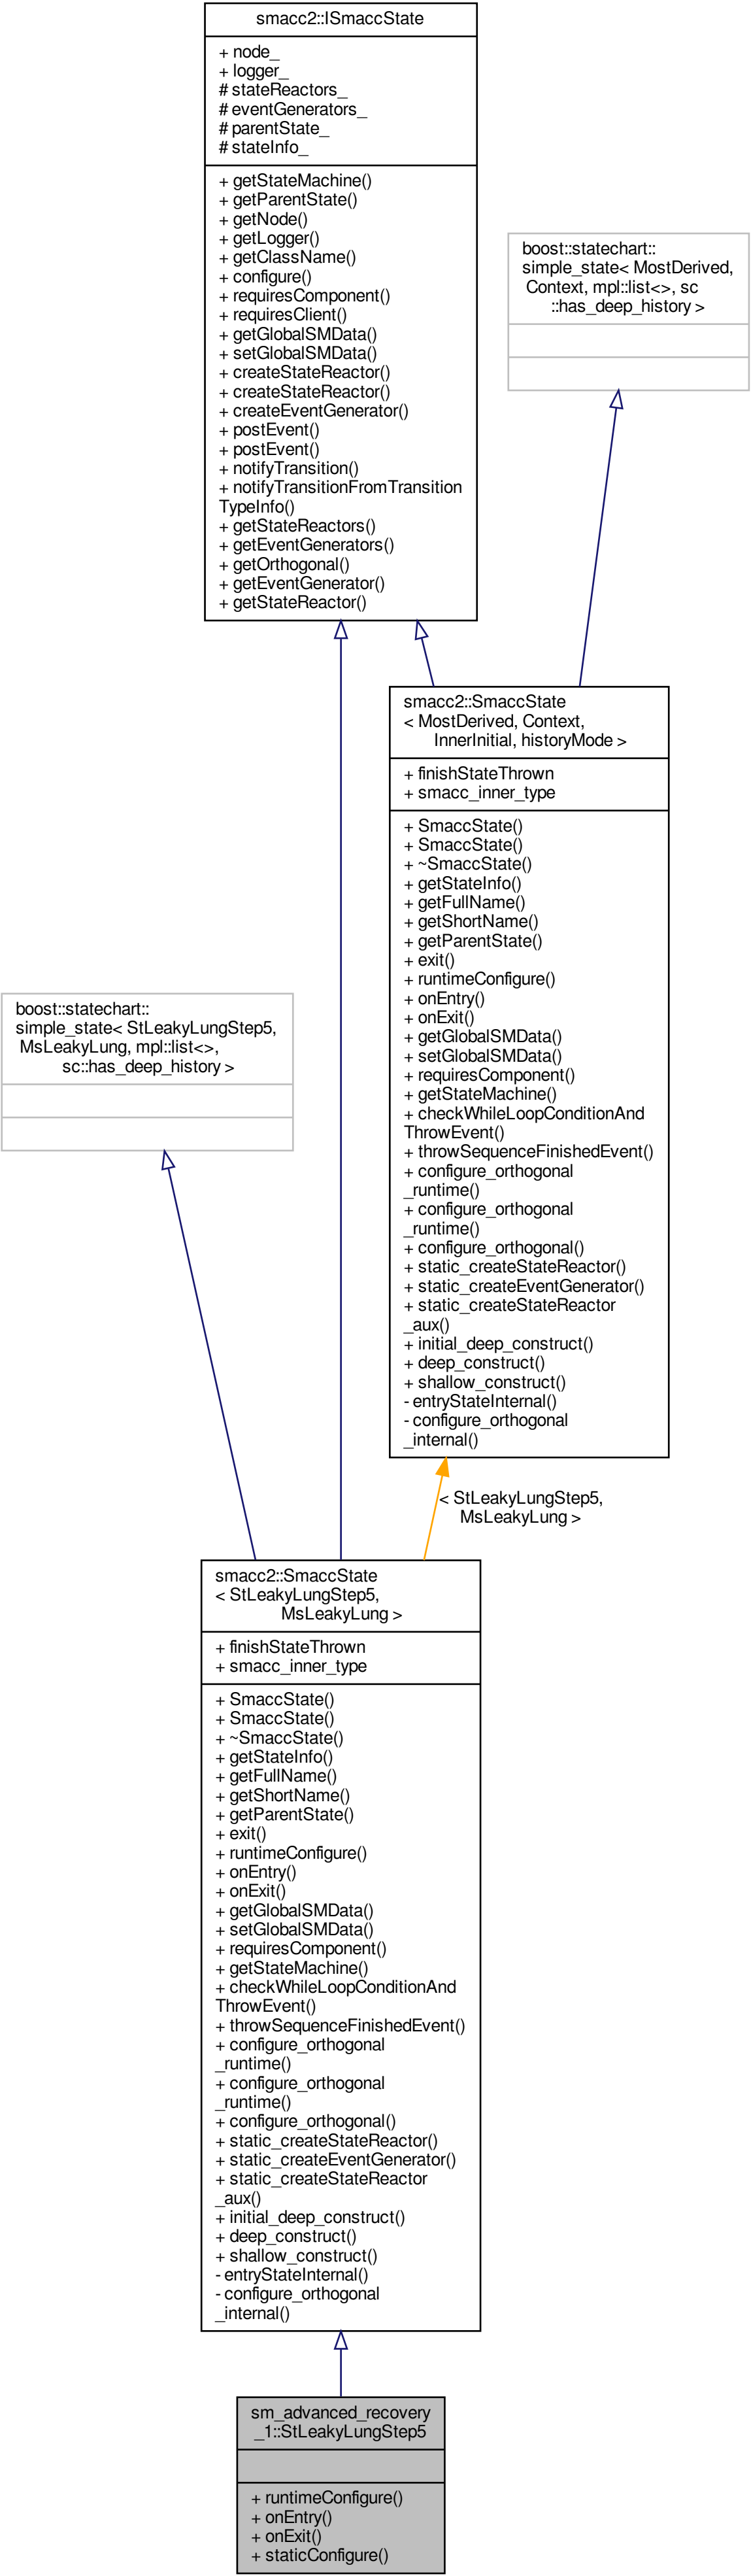 smacc2::ISmaccState
+ node_
+ logger_
# stateReactors_
# eventGenerators_
# parentState_
# stateInfo_
+ getStateMachine()
+ getParentState()
+ getNode()
+ getLogger()
+ getClassName()
+ configure()
+ requiresComponent()
+ requiresClient()
+ getGlobalSMData()
+ setGlobalSMData()
+ createStateReactor()
+ createStateReactor()
+ createEventGenerator()
+ postEvent()
+ postEvent()
+ notifyTransition()
+ notifyTransitionFromTransition
TypeInfo()
+ getStateReactors()
+ getEventGenerators()
+ getOrthogonal()
+ getEventGenerator()
+ getStateReactor()
boost::statechart::
simple_state< MostDerived,
Context, mpl::list<>, sc
::has_deep_history >
smacc2::SmaccState
< MostDerived, Context,
InnerInitial, historyMode >
+ finishStateThrown
+ smacc_inner_type
+ SmaccState()
+ SmaccState()
+ ~SmaccState()
+ getStateInfo()
+ getFullName()
+ getShortName()
+ getParentState()
+ exit()
+ runtimeConfigure()
+ onEntry()
+ onExit()
+ getGlobalSMData()
+ setGlobalSMData()
+ requiresComponent()
+ getStateMachine()
+ checkWhileLoopConditionAnd
ThrowEvent()
+ throwSequenceFinishedEvent()
+ configure_orthogonal
_runtime()
+ configure_orthogonal
_runtime()
+ configure_orthogonal()
+ static_createStateReactor()
+ static_createEventGenerator()
+ static_createStateReactor
_aux()
+ initial_deep_construct()
+ deep_construct()
+ shallow_construct()
- entryStateInternal()
- configure_orthogonal
_internal()
boost::statechart::
simple_state< StLeakyLungStep5,
MsLeakyLung, mpl::list<>,
sc::has_deep_history >
< StLeakyLungStep5,
MsLeakyLung >
smacc2::SmaccState
< StLeakyLungStep5,
MsLeakyLung >
+ finishStateThrown
+ smacc_inner_type
+ SmaccState()
+ SmaccState()
+ ~SmaccState()
+ getStateInfo()
+ getFullName()
+ getShortName()
+ getParentState()
+ exit()
+ runtimeConfigure()
+ onEntry()
+ onExit()
+ getGlobalSMData()
+ setGlobalSMData()
+ requiresComponent()
+ getStateMachine()
+ checkWhileLoopConditionAnd
ThrowEvent()
+ throwSequenceFinishedEvent()
+ configure_orthogonal
_runtime()
+ configure_orthogonal
_runtime()
+ configure_orthogonal()
+ static_createStateReactor()
+ static_createEventGenerator()
+ static_createStateReactor
_aux()
+ initial_deep_construct()
+ deep_construct()
+ shallow_construct()
- entryStateInternal()
- configure_orthogonal
_internal()
sm_advanced_recovery
_1::StLeakyLungStep5
+ runtimeConfigure()
+ onEntry()
+ onExit()
+ staticConfigure()